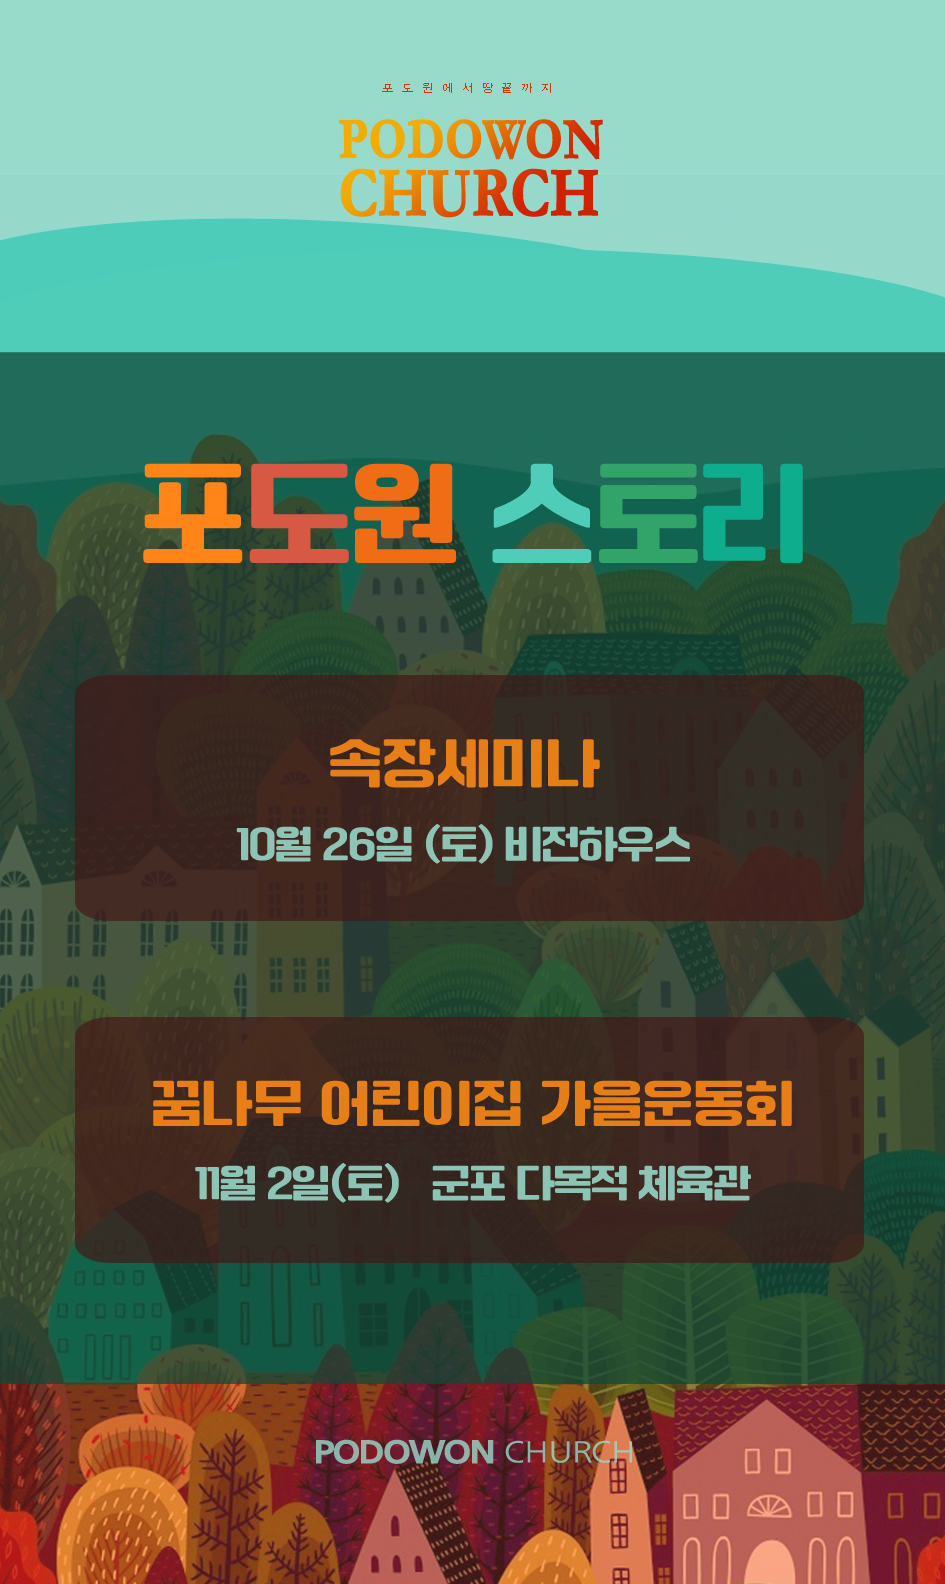 포도원에서땅끝까지
PODOWON
CHURCH
포도원 스토리
속장세미나
10월 26일 (토) 비전하우스
꿈나무 어린이집 가을운동회
11월 2일(토) 군포 다목적 체육관
PODOWON CHURCH